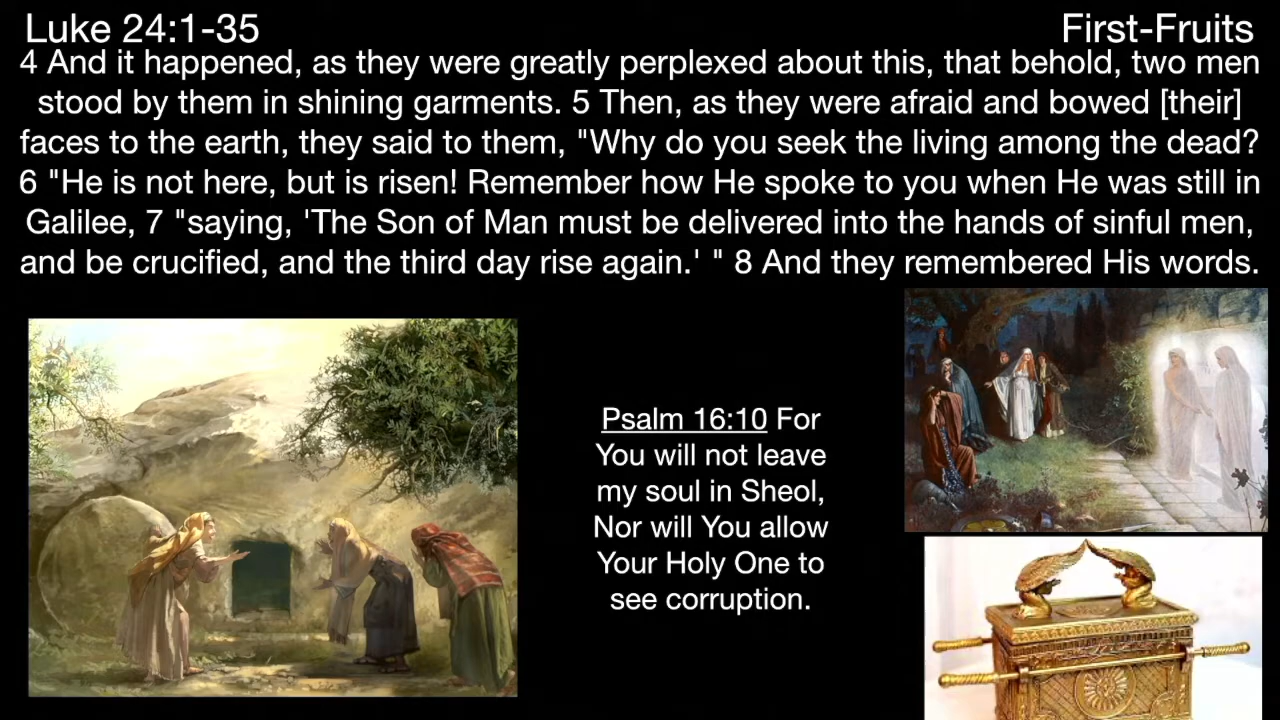 Luke 24:1-35
First-Fruits
4 And it happened, as they were greatly perplexed about this, that behold, two men
stood by them in shining garments. 5 Then, as they were afraid and bowed [their]
faces to the earth, they said to them, "Why do you seek the living among the dead?
6 "He is not here, but is risen! Remember how He spoke to you when He was still in
Galilee, 7 "saying, 'The Son of Man must be delivered into the hands of sinful men,
and be crucified, and the third day rise again.' " 8 And they remembered His words.
Psalm 16:10 For
You will not leave
my soul in Sheol,
Nor will You allow
Your Holy One to
see corruption.